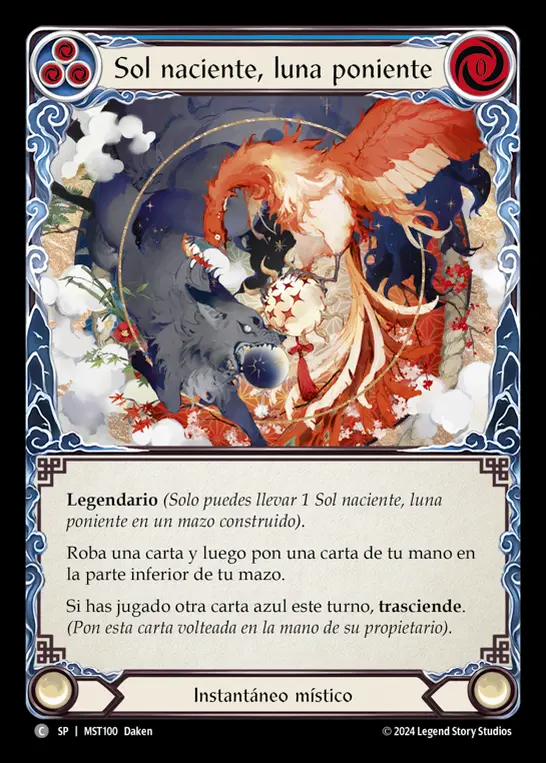 Sol naciente, luna poniente
0
Legendario (Solo puedes llevar 1 Sol naciente, luna
poniente en un mazo construido).
Roba una carta y luego pon una carta de tu mano en
la parte inferior de tu mazo.
Si has jugado otra carta azul este turno, trasciende.
(Pon esta carta volteada en la mano de su propietario).
Instantáneo místico
C SP | MST100 Daken
© 2024 Legend Story Studios